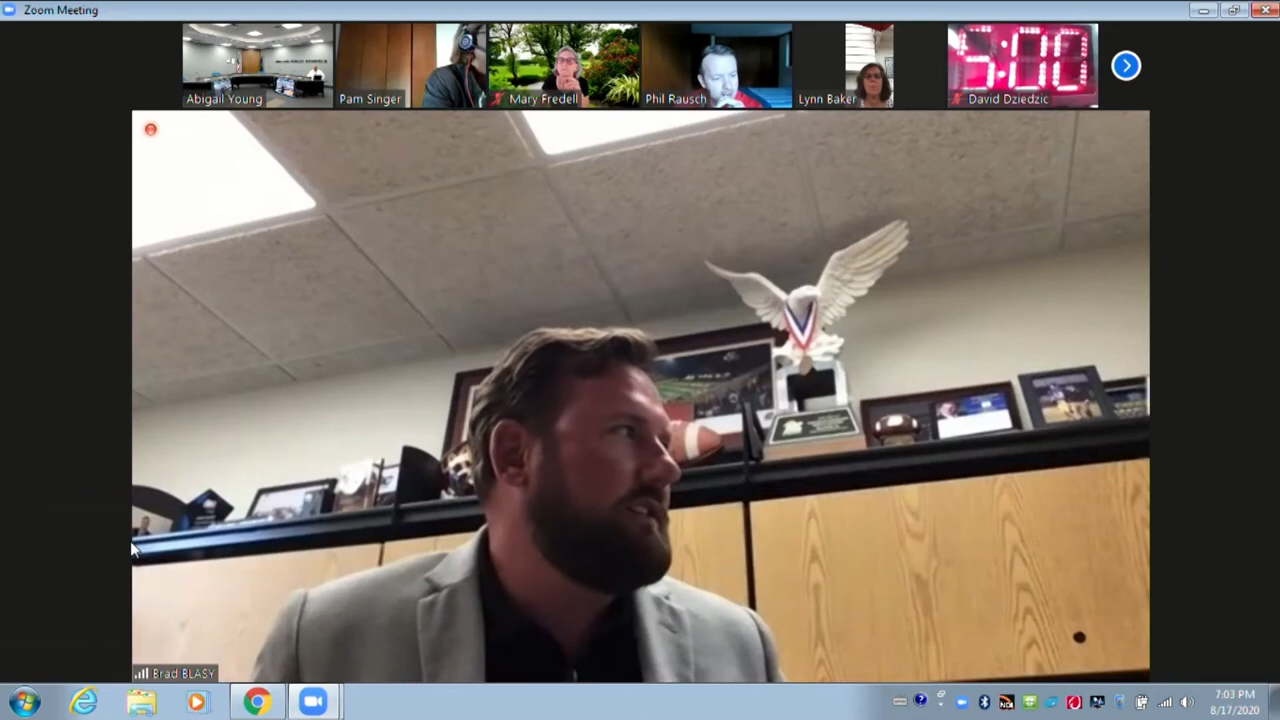 Zoom Meeting
Abigail Young
Pam Singer
Mary Fredell
Phil Rausch
Lynn Baker
5:00
David Dziedzic
Brad BLASY
7:03 PM
8/17/2020